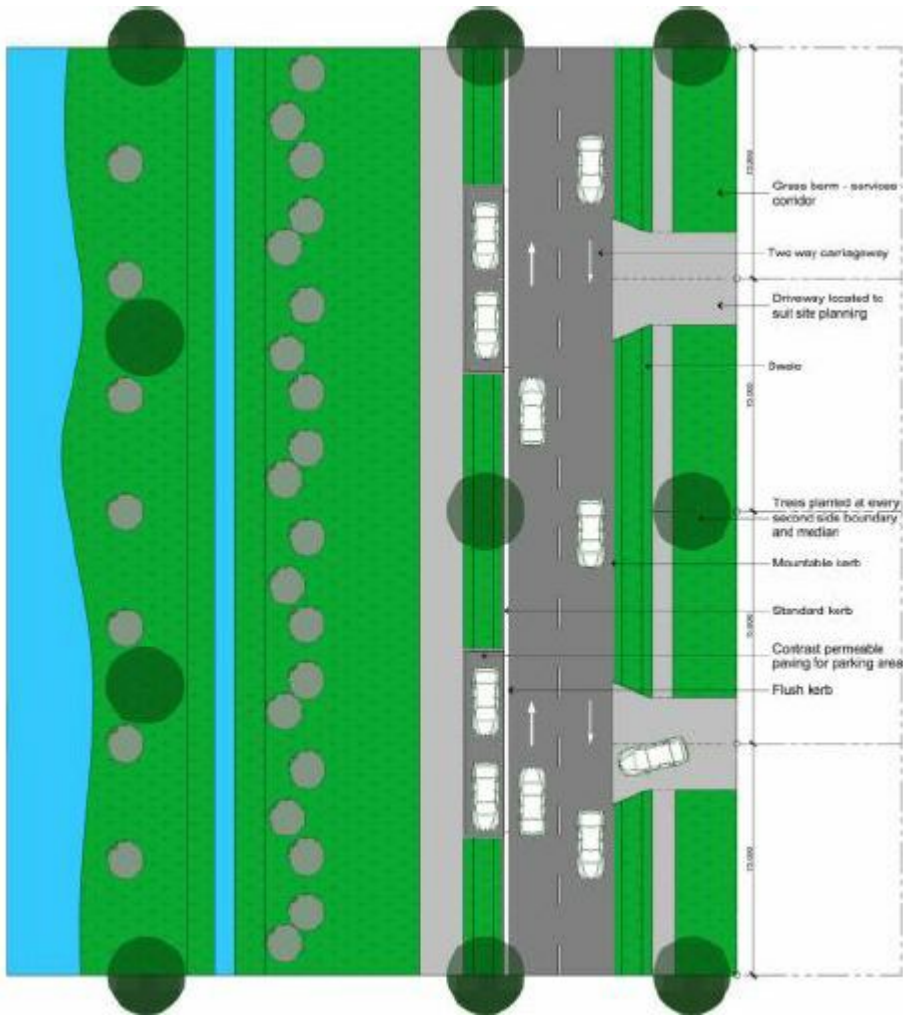 Grass berm - services
corridor
Two way carriageway
Driveway located to
suit site planning
Swale
Trees planted at every
second side boundary
and median
Mountable kerb
Standard kerb
Contrast permeable
paving for parking area
Flush kerb